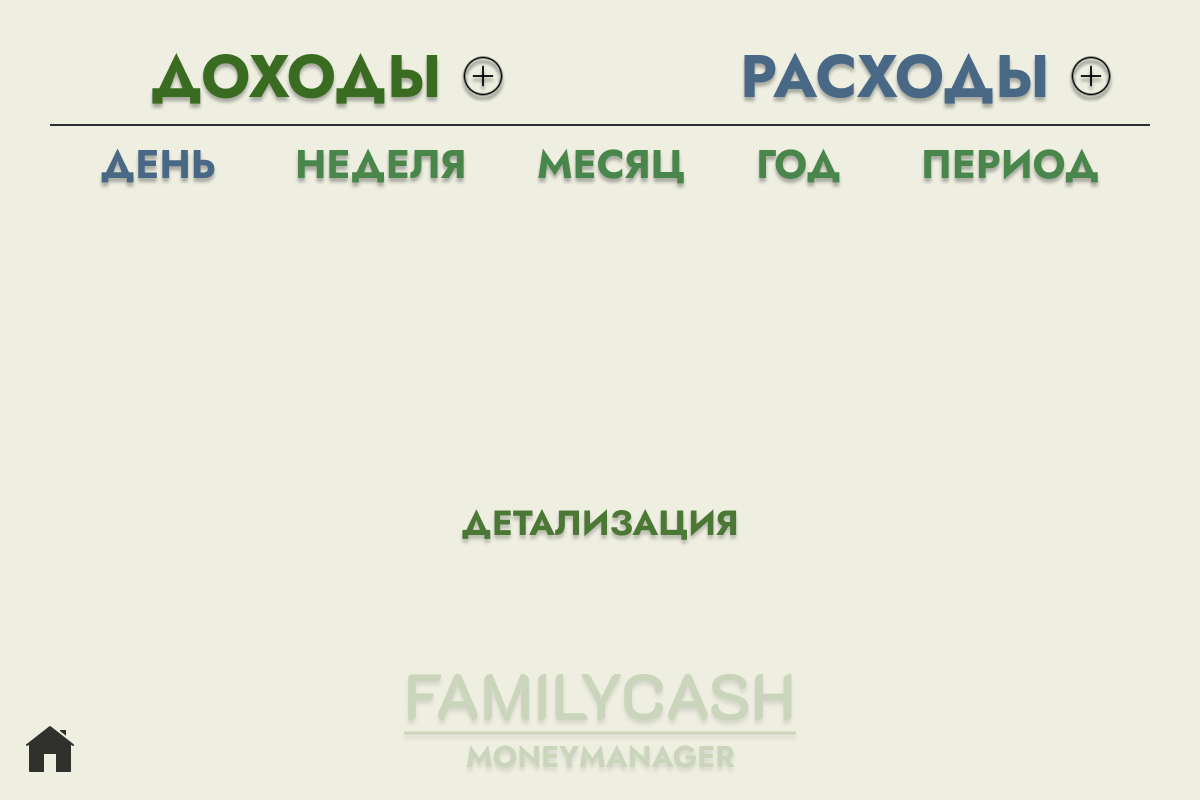 ДОХОДЫ РАСХОДЫ
ДЕНЬ НЕДЕЛЯ МЕСЯЦ ГОД ПЕРИОД
ДЕТАЛИЗАЦИЯ
FAMILYCASH
MONEYMANAGER